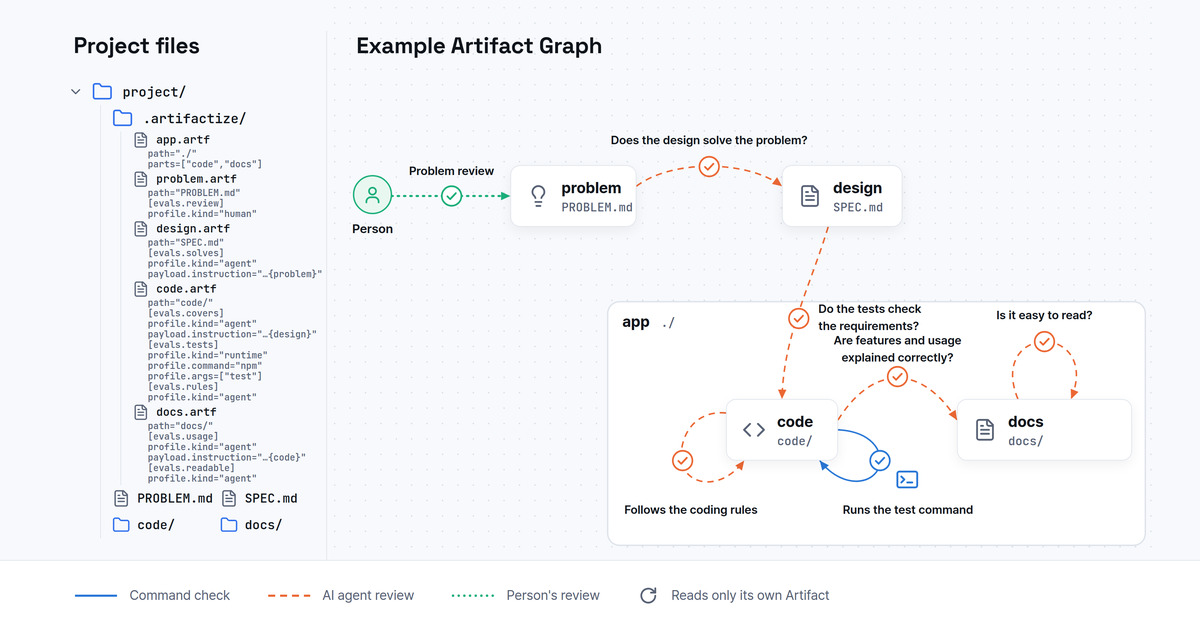 Project files
project/
.artifactize/
app.artf
path="./"
parts=["code","docs"]
problem.artf
path="PROBLEM.md"
[evals.review]
profile.kind="human"
design.artf
path="SPEC.md"
[evals.solves]
profile.kind="agent"
payload.instruction="…{problem}"
code.artf
path="code/"
[evals.covers]
profile.kind="agent"
payload.instruction="…{design}"
[evals.tests]
profile.kind="runtime"
profile.command="npm"
profile.args=["test"]
[evals.rules]
profile.kind="agent"
docs.artf
path="docs/"
[evals.usage]
profile.kind="agent"
payload.instruction="…{code}"
[evals.readable]
profile.kind="agent"
PROBLEM.md SPEC.md
code/ docs/
Example Artifact Graph
Does the design solve the problem?
Problem review
Person
problem
PROBLEM.md
design
SPEC.md
app ./
Do the tests check
the requirements?
Are features and usage
explained correctly?
Is it easy to read?
code
code/
docs
docs/
Follows the coding rules
Runs the test command
Command check
AI agent review
Person's review
Reads only its own Artifact